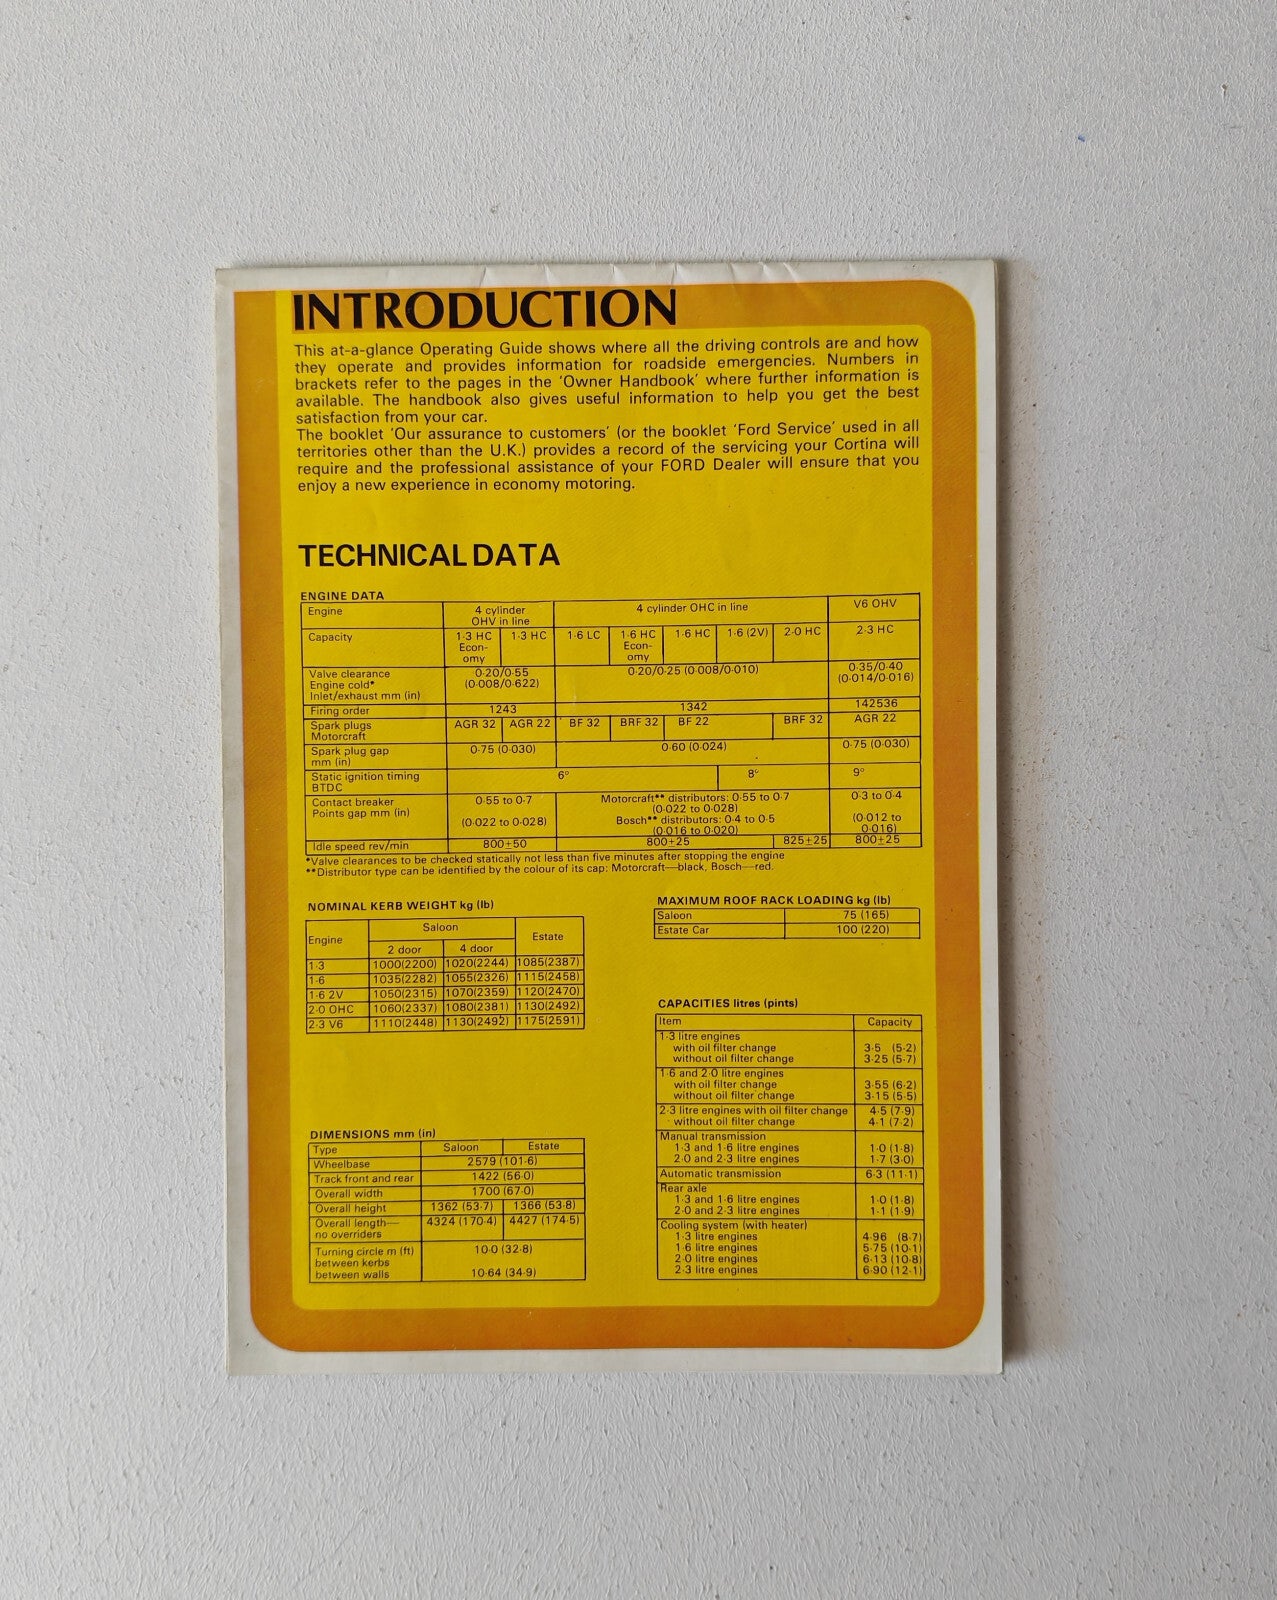 INTRODUCTION
This at-a-glance Operating Guide shows where all the driving controls are and how
they operate and provides information for roadside emergencies. Numbers in
brackets refer to the pages in the 'Owner Handbook' where further information is
available. The handbook also gives useful information to help you get the best
satisfaction from your car.
The booklet 'Our assurance to customers' (or the booklet 'Ford Service' used in all
territories other than the U.K.) provides a record of the servicing your Cortina will
require and the professional assistance of your FORD Dealer will ensure that you
enjoy a new experience in economy motoring.
TECHNICAL DATA
ENGINE DATA
Engine 4 cylinder OHV in line 4 cylinder OHC in line V6 OHV
Capacity 1·3 HC Econ-omy 1·3 HC 1·6 LC 1·6 HC Econ-omy 1·6 HC 1·6 (2V) 2·0 HC 2·3 HC
Valve clearance
Engine cold*
Inlet/exhaust mm (in) 0·20/0·55 (0·008/0·622) 0·20/0·25 (0·008/0·010) 0·35/0·40 (0·014/0·016)
Firing order 1243 1342 142536
Spark plugs
Motorcraft AGR 32 AGR 22 BF 32 BRF 32 BF 22 BRF 32 AGR 22
Spark plug gap
mm (in) 0·75 (0·030) 0·60 (0·024) 0·75 (0·030)
Static ignition timing
BTDC 6° 8° 9°
Contact breaker
Points gap mm (in) 0·55 to 0·7 (0·022 to 0·028) Motorcraft** distributors: 0·55 to 0·7
(0·022 to 0·028)
Bosch** distributors: 0·4 to 0·5
(0·016 to 0·020) 0·3 to 0·4 (0·012 to 0·016)
Idle speed rev/min 800±50 800±25 825±25 800±25
*Valve clearances to be checked statically not less than five minutes after stopping the engine
**Distributor type can be identified by the colour of its cap: Motorcraft—black, Bosch—red.
NOMINAL KERB WEIGHT kg (lb)
Engine Saloon Estate
2 door 4 door
1·3 1000(2200) 1020(2244) 1085(2387)
1·6 1035(2282) 1055(2326) 1115(2458)
1·6 2V 1050(2315) 1070(2359) 1120(2470)
2·0 OHC 1060(2337) 1080(2381) 1130(2492)
2·3 V6 1110(2448) 1130(2492) 1175(2591)
MAXIMUM ROOF RACK LOADING kg (lb)
Saloon 75 (165)
Estate Car 100 (220)
DIMENSIONS mm (in)
Type Saloon Estate
Wheelbase 2579 (101·6)
Track front and rear 1422 (56·0)
Overall width 1700 (67·0)
Overall height 1362 (53·7) 1366 (53·8)
Overall length— 4324 (170·4) 4427 (174·5)
no overriders
Turning circle m (ft) 10·0 (32·8)
between kerbs
between walls 10·64 (34·9)
CAPACITIES litres (pints)
Item Capacity
1·3 litre engines
with oil filter change 3·5 (5·2)
without oil filter change 3·25 (5·7)
1·6 and 2·0 litre engines
with oil filter change 3·55 (6·2)
without oil filter change 3·15 (5·5)
2·3 litre engines with oil filter change 4·5 (7·9)
without oil filter change 4·1 (7·2)
Manual transmission
1·3 and 1·6 litre engines 1·0 (1·8)
2·0 and 2·3 litre engines 1·7 (3·0)
Automatic transmission 6·3 (11·1)
Rear axle
1·3 and 1·6 litre engines 1·0 (1·8)
2·0 and 2·3 litre engines 1·1 (1·9)
Cooling system (with heater)
1·3 litre engines 4·96 (8·7)
1·6 litre engines 5·75 (10·1)
2·0 litre engines 6·13 (10·8)
2·3 litre engines 6·90 (12·1)